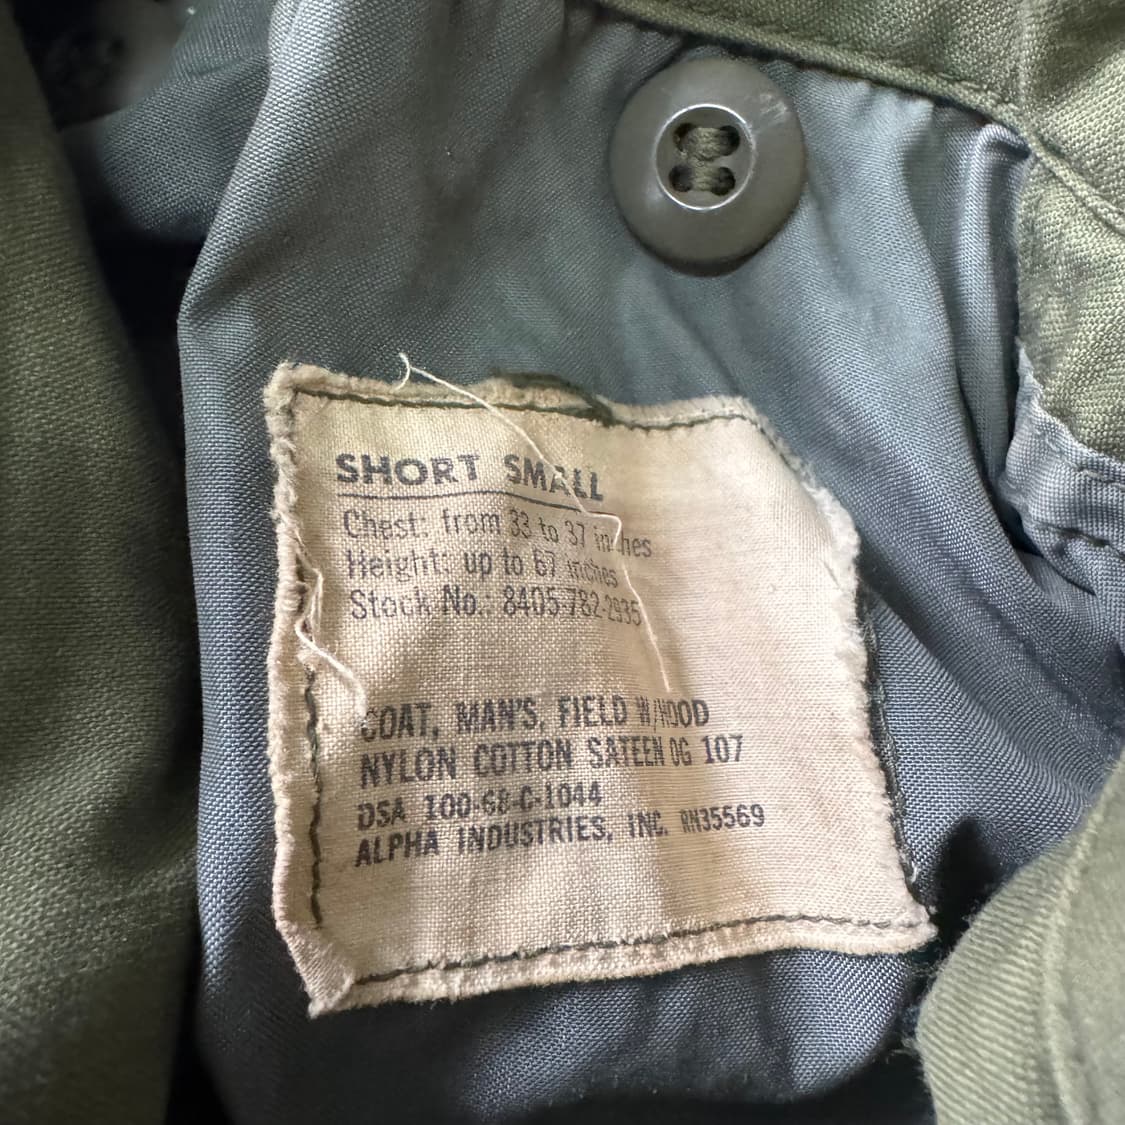 SHORT SMALL
Chest: from 33 to 37 inches
Height: up to 67 inches
Stock No.: 8405-782-2935
COAT, MAN'S, FIELD W/HOOD
NYLON COTTON SATEEN OG 107
DSA 100-68-C-1044
ALPHA INDUSTRIES, INC. RN35569